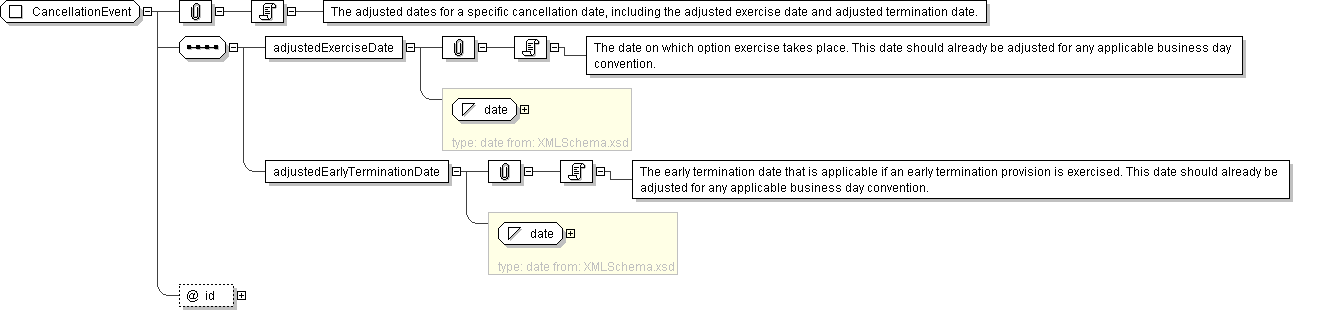 CancellationEvent
The adjusted dates for a specific cancellation date, including the adjusted exercise date and adjusted termination date.
adjustedExerciseDate
The date on which option exercise takes place. This date should already be adjusted for any applicable business day
convention.
date
type: date from: XMLSchema.xsd
adjustedEarlyTerminationDate
The early termination date that is applicable if an early termination provision is exercised. This date should already be
adjusted for any applicable business day convention.
date
type: date from: XMLSchema.xsd
@ id